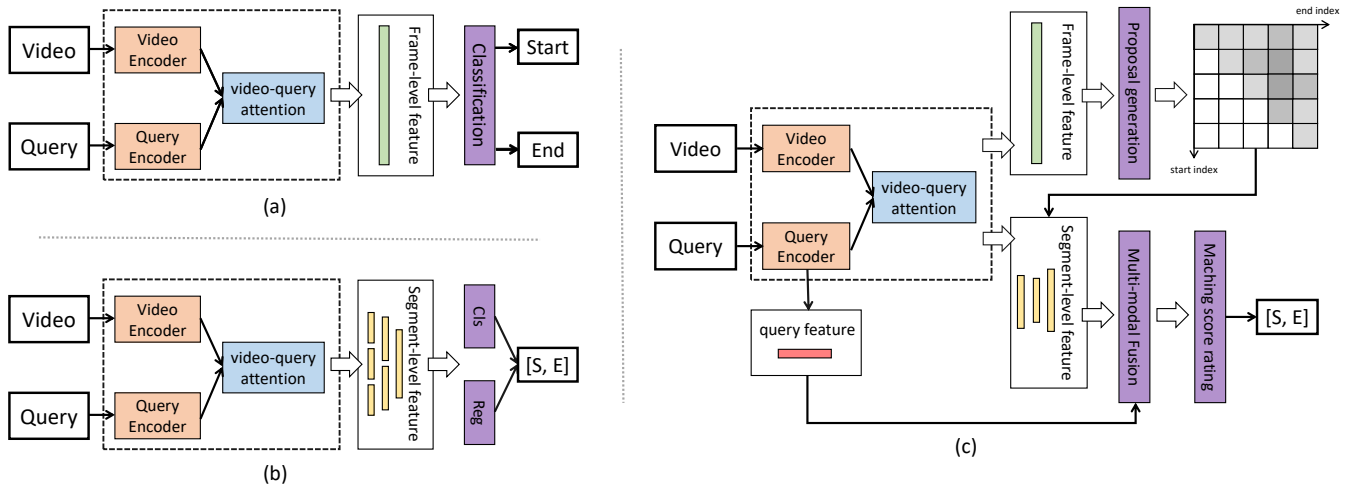 Video
Video
Encoder
Query
Query
Encoder
video-query
attention
Frame-level feature
Classification
Start
End
(a)
Video
Video
Encoder
Query
Query
Encoder
video-query
attention
Segment-level feature
Cls
Reg
[S, E]
(b)
Video
Video
Encoder
Query
Query
Encoder
video-query
attention
Frame-level feature
Proposal generation
end index
start index
query feature
Segment-level feature
Multi-modal Fusion
Maching score
rating
[S, E]
(c)